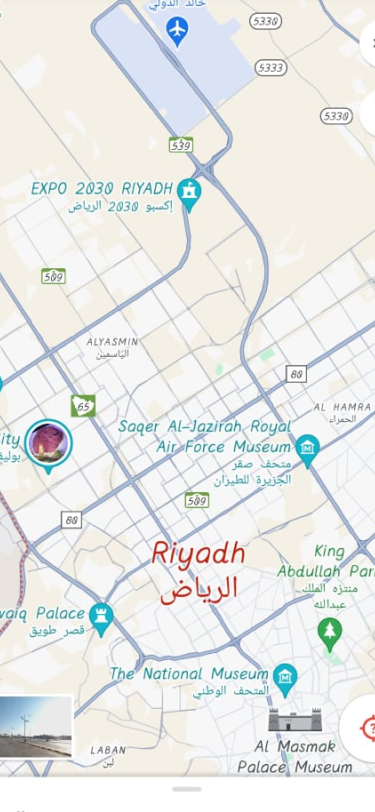 خالد الدولي
5330
5333
5330
539
EXPO 2030 RIYADH
إكسبو 2030 الرياض
509
ALYASMIN
الياسمين
80
65
AL HAMRA
الحمراء
Saqer Al-Jazirah Royal
Air Force Museum
متحف صقر
الجزيرة للطيران
ity
509
80
Riyadh
الرياض
King
Abdullah Par
منتزه الملك
عبدالله
waiq Palace
قصر طويق
The National Museum
المتحف الوطني
LABAN
لبن
Al Masmak
Palace Museum